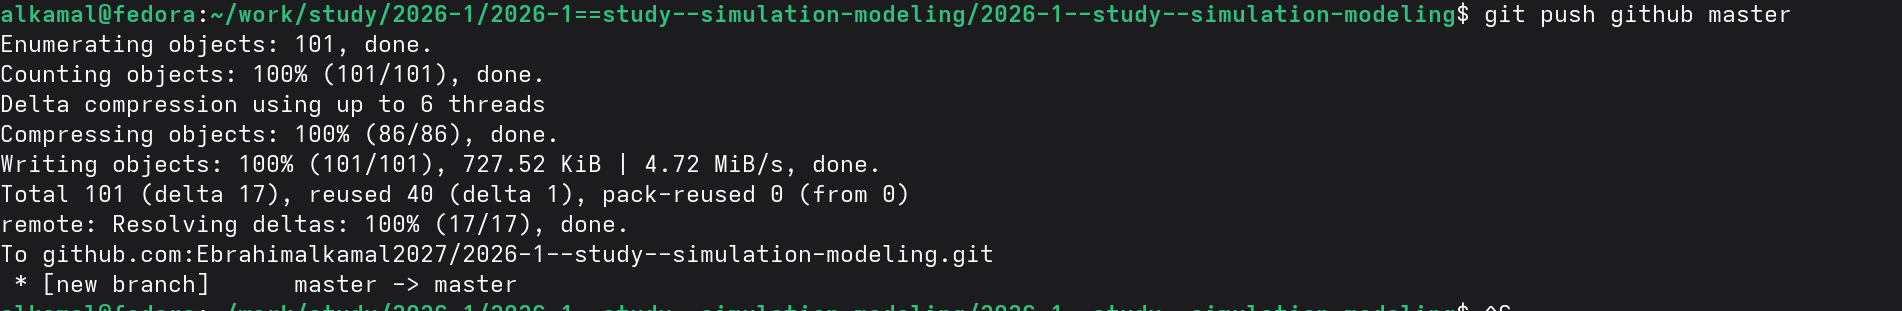 alkamal@fedora:~/work/study/2026-1/2026-1==study--simulation-modeling/2026-1--study--simulation-modeling$ git push github master
Enumerating objects: 101, done.
Counting objects: 100% (101/101), done.
Delta compression using up to 6 threads
Compressing objects: 100% (86/86), done.
Writing objects: 100% (101/101), 727.52 KiB | 4.72 MiB/s, done.
Total 101 (delta 17), reused 40 (delta 1), pack-reused 0 (from 0)
remote: Resolving deltas: 100% (17/17), done.
To github.com:Ebrahimalkamal2027/2026-1--study--simulation-modeling.git
 * [new branch]      master -> master